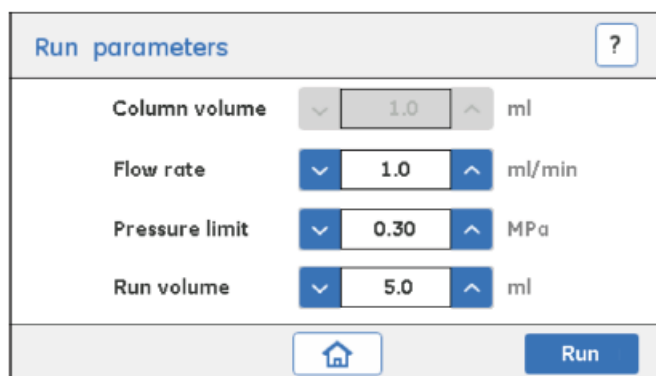 Run parameters ?
Column volume 1.0 ml
Flow rate 1.0 ml/min
Pressure limit 0.30 MPa
Run volume 5.0 ml
Run